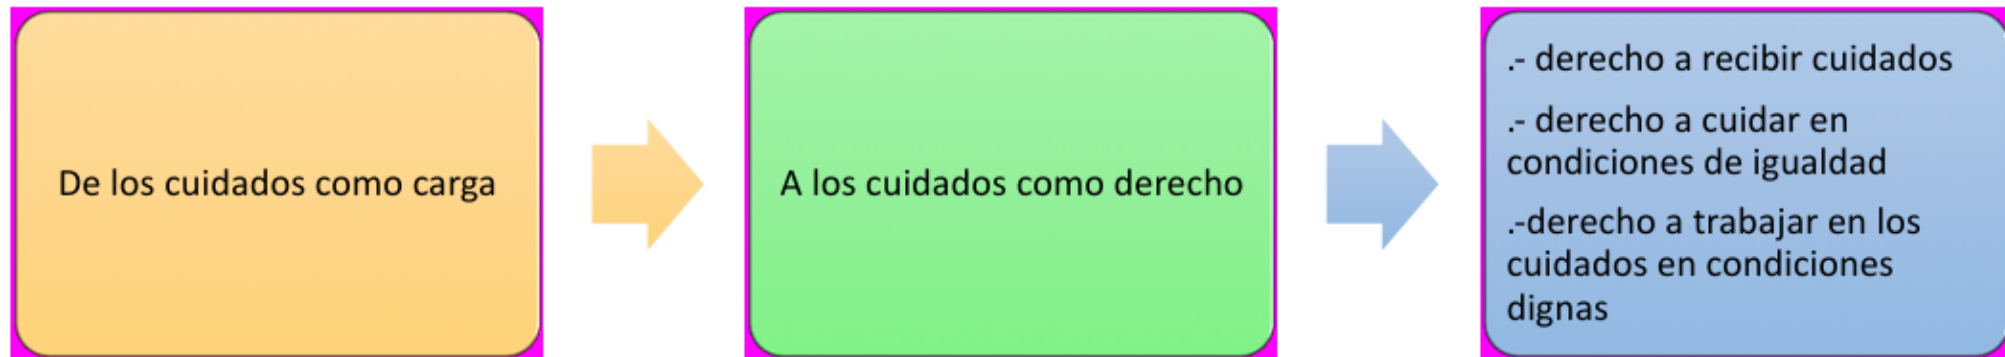 De los cuidados como carga
A los cuidados como derecho
.- derecho a recibir cuidados
.- derecho a cuidar en
condiciones de igualdad
.-derecho a trabajar en los
cuidados en condiciones
dignas